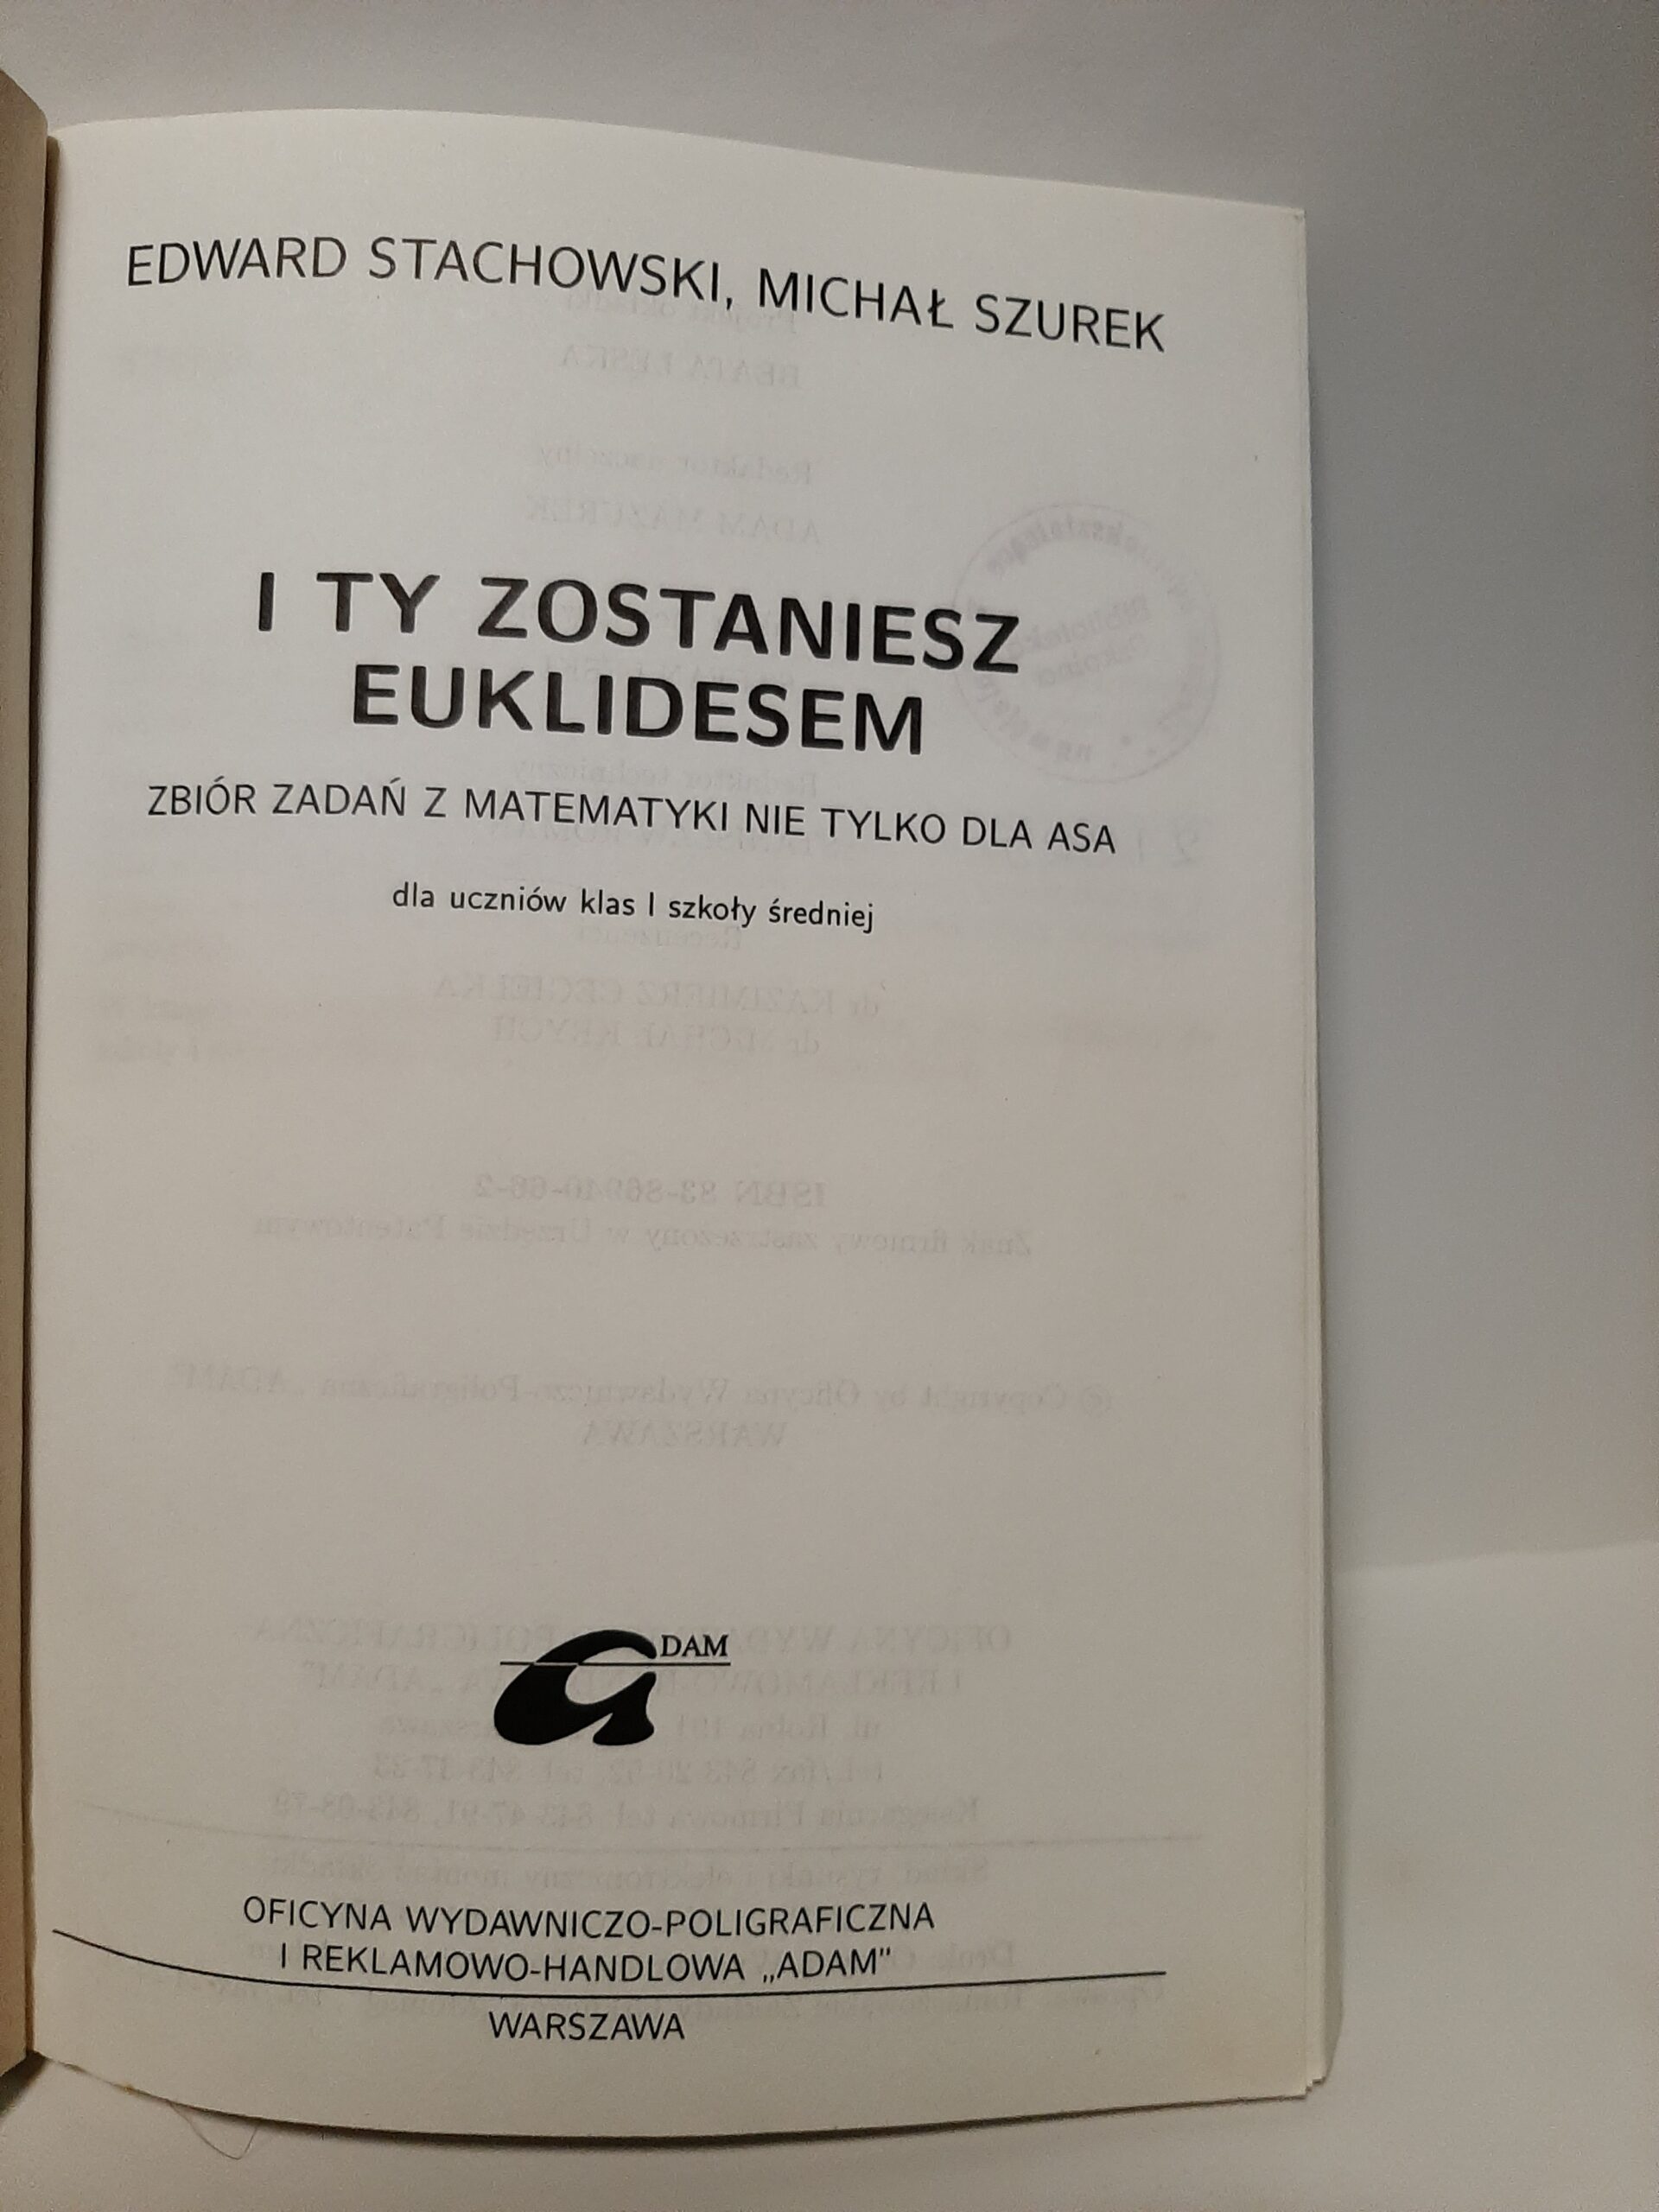 EDWARD STACHOWSKI, MICHAŁ SZUREK
I TY ZOSTANIESZ
EUKLIDESEM
ZBIÓR ZADAŃ Z MATEMATYKI NIE TYLKO DLA ASA
dla uczniów klas I szkoły średniej
ADAM
OFICYNA WYDAWNICZO-POLIGRAFICZNA
I REKLAMOWO-HANDLOWA „ADAM”
WARSZAWA